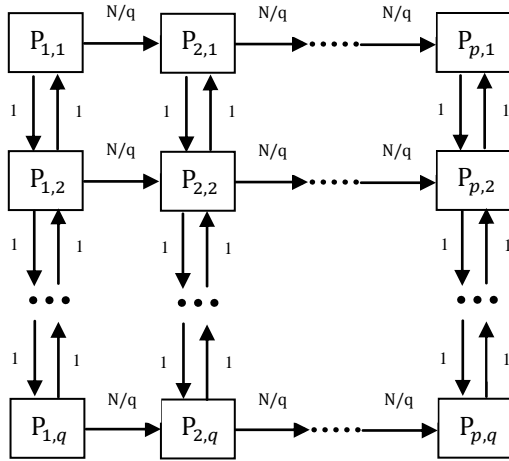 N/q N/q N/q
P1,1 P2,1 Pp,1
1 1 1 1 1 1
N/q N/q N/q
P1,2 P2,2 Pp,2
1 1 1 1 1 1
1 1 1 1 1 1
N/q N/q N/q
P1,q P2,q Pp,q